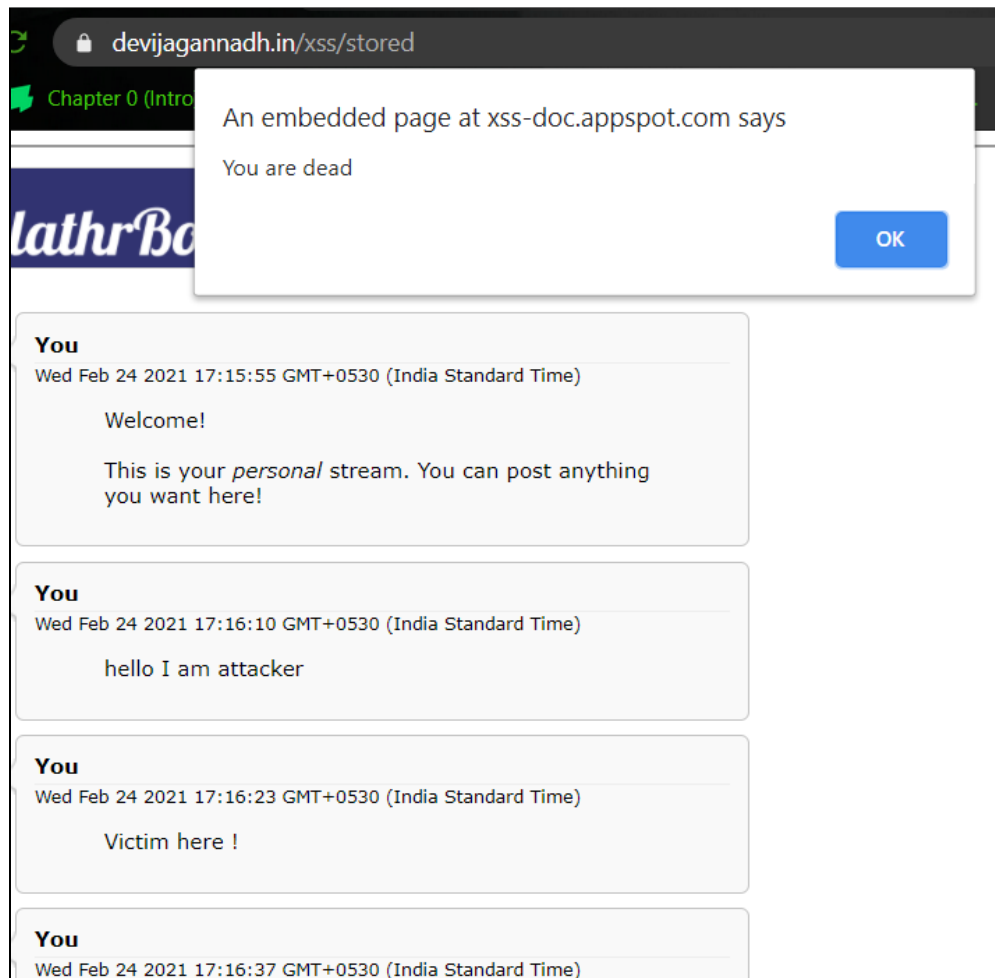 devijagannadh.in/xss/stored
Chapter 0 (Intro
An embedded page at xss-doc.appspot.com says
You are dead
OK
lathrBo
You
Wed Feb 24 2021 17:15:55 GMT+0530 (India Standard Time)
Welcome!
This is your personal stream. You can post anything
you want here!
You
Wed Feb 24 2021 17:16:10 GMT+0530 (India Standard Time)
hello I am attacker
You
Wed Feb 24 2021 17:16:23 GMT+0530 (India Standard Time)
Victim here !
You
Wed Feb 24 2021 17:16:37 GMT+0530 (India Standard Time)